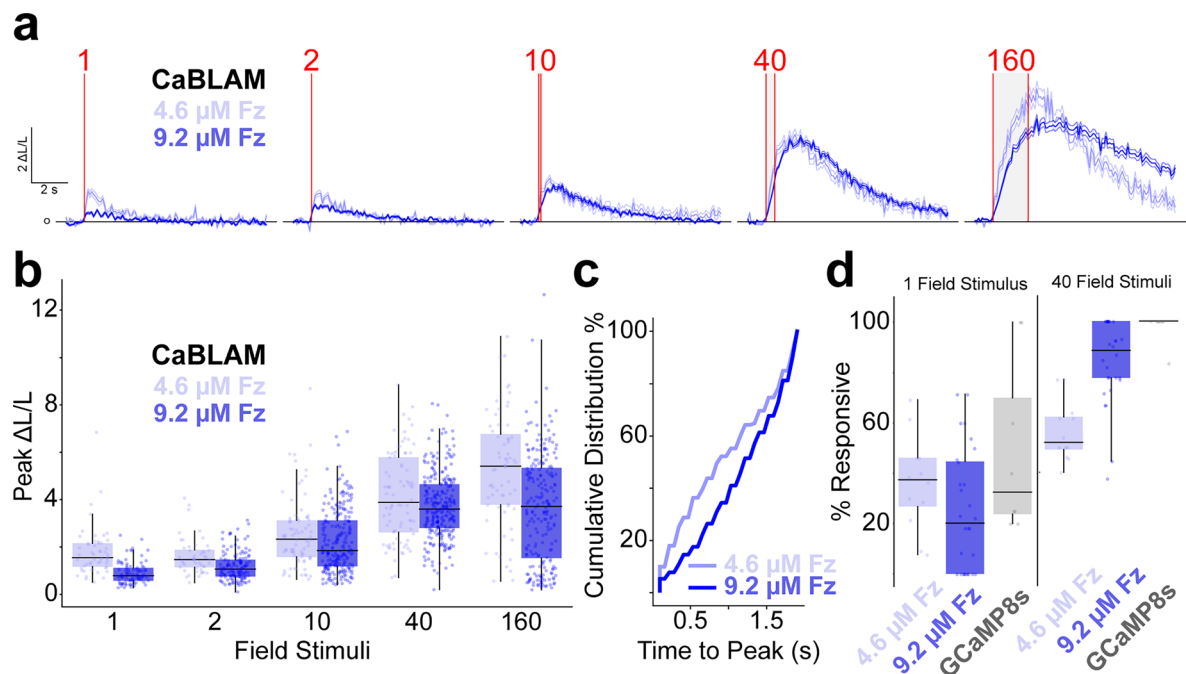 a
1
2
10
40
160
CaBLAM
4.6 µM Fz
9.2 µM Fz
2 ΔL/L
2 s
0
b
Peak ΔL/L
12
8
4
0
CaBLAM
4.6 µM Fz
9.2 µM Fz
1
2
10
40
160
Field Stimuli
c
Cumulative Distribution %
100
60
20
4.6 µM Fz
9.2 µM Fz
0.5
1.5
Time to Peak (s)
d
1 Field Stimulus
40 Field Stimuli
% Responsive
100
60
20
4.6 µM Fz
9.2 µM Fz
GCaMP8s
4.6 µM Fz
9.2 µM Fz
GCaMP8s